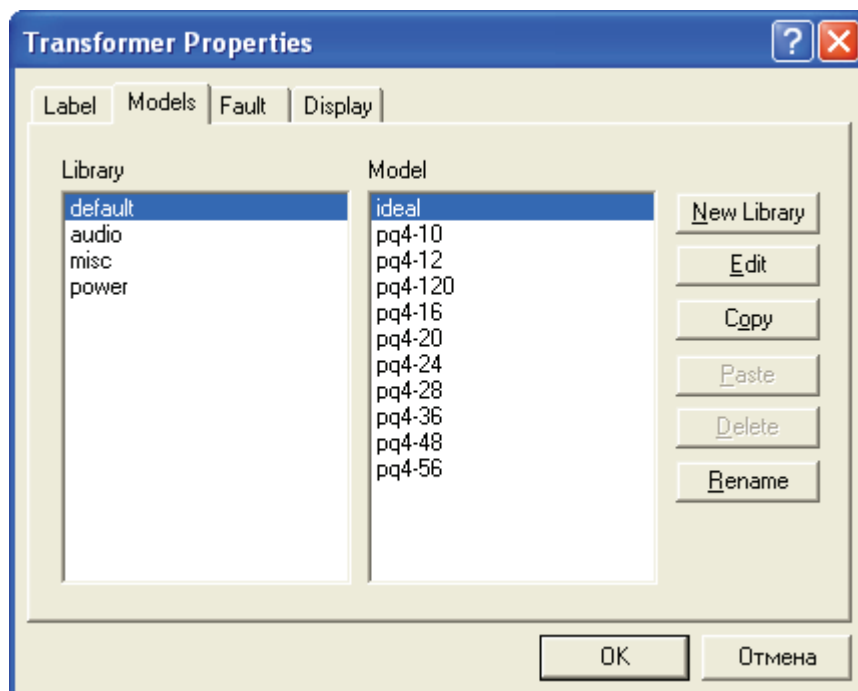 Transformer Properties
Label
Models
Fault
Display
Library
default
audio
misc
power
Model
ideal
pq4-10
pq4-12
pq4-120
pq4-16
pq4-20
pq4-24
pq4-28
pq4-36
pq4-48
pq4-56
New Library
Edit
Copy
Paste
Delete
Rename
OK
Отмена